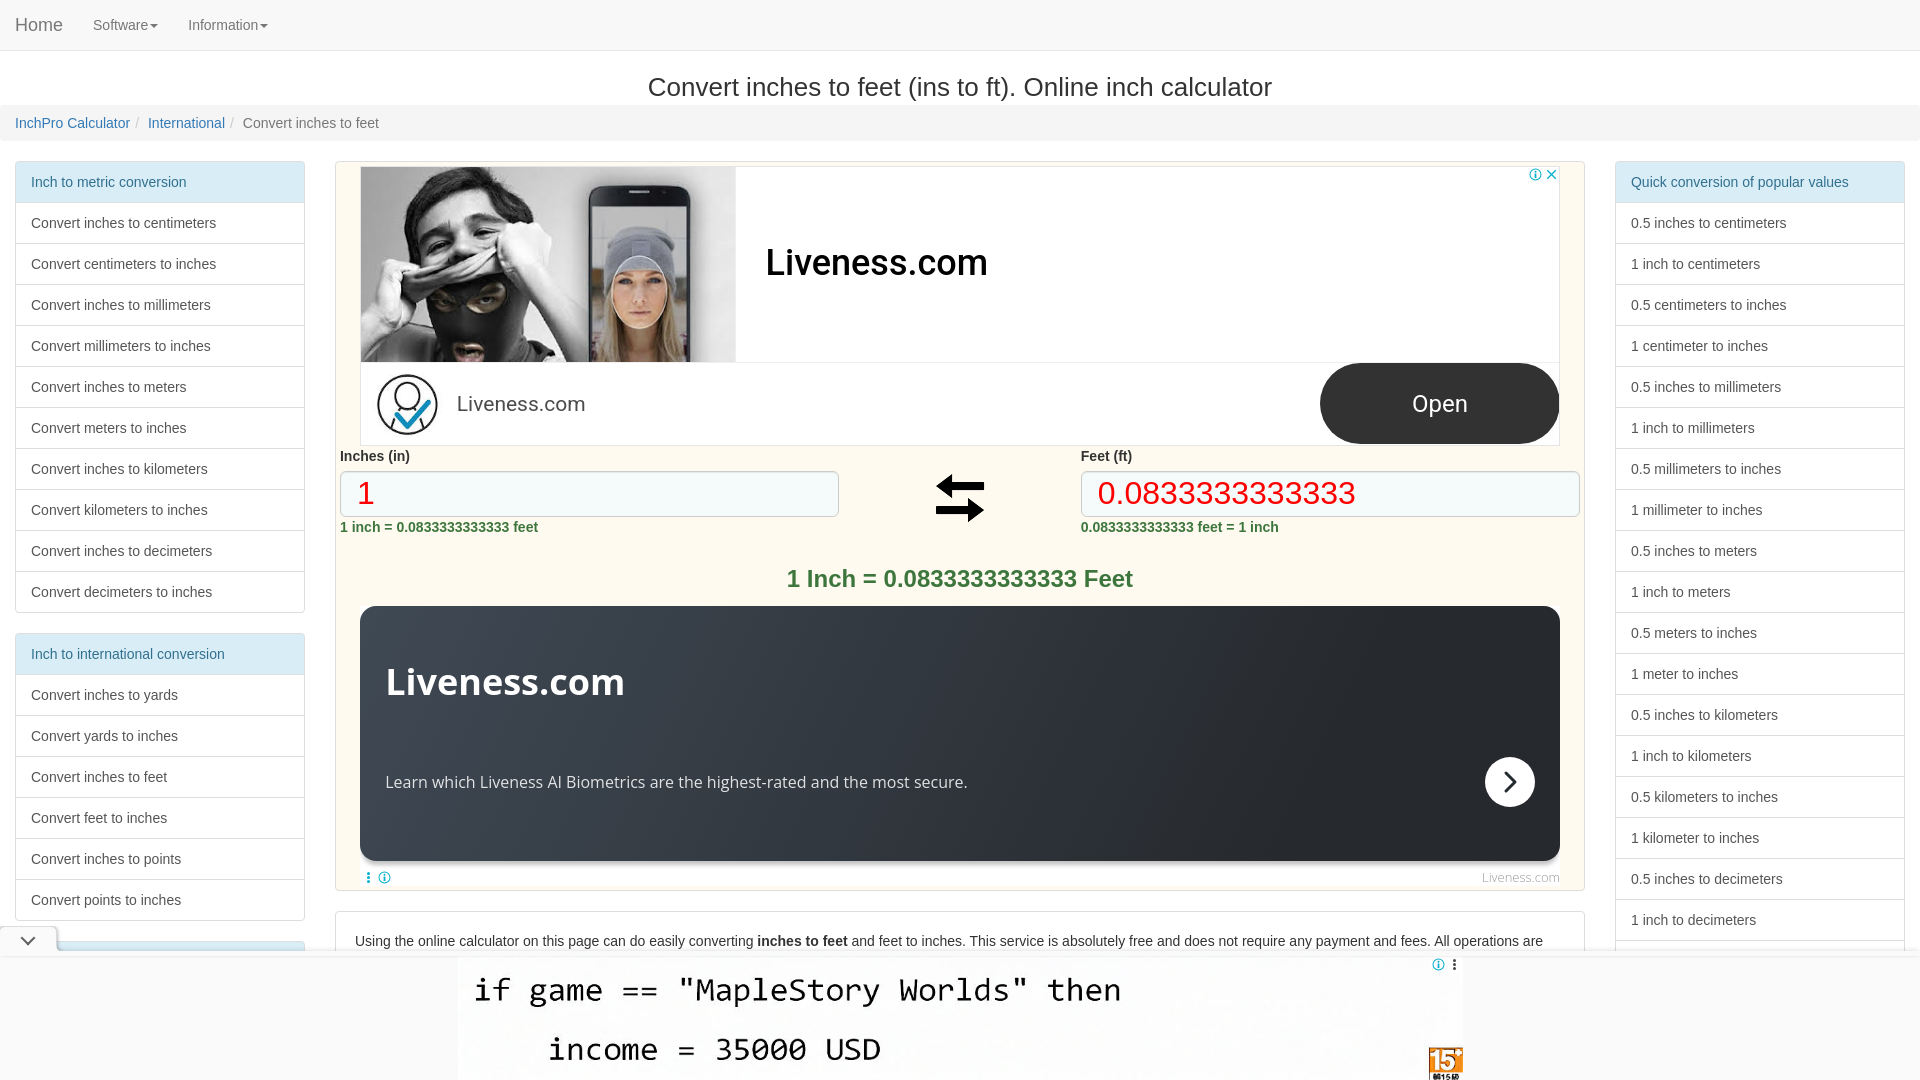 Home
Software
Information
Convert inches to feet (ins to ft). Online inch calculator
InchPro Calculator / International / Convert inches to feet
Inch to metric conversion
Convert inches to centimeters
Convert centimeters to inches
Convert inches to millimeters
Convert millimeters to inches
Convert inches to meters
Convert meters to inches
Convert inches to kilometers
Convert kilometers to inches
Convert inches to decimeters
Convert decimeters to inches
Inch to international conversion
Convert inches to yards
Convert yards to inches
Convert inches to feet
Convert feet to inches
Convert inches to points
Convert points to inches
Liveness.com
Liveness.com
Open
Inches (in)
1
1 inch = 0.0833333333333 feet
Feet (ft)
0.0833333333333
0.0833333333333 feet = 1 inch
1 Inch = 0.0833333333333 Feet
Liveness.com
Learn which Liveness AI Biometrics are the highest-rated and the most secure.
Liveness.com
Using the online calculator on this page can do easily converting inches to feet and feet to inches. This service is absolutely free and does not require any payment and fees. All operations are
Quick conversion of popular values
0.5 inches to centimeters
1 inch to centimeters
0.5 centimeters to inches
1 centimeter to inches
0.5 inches to millimeters
1 inch to millimeters
0.5 millimeters to inches
1 millimeter to inches
0.5 inches to meters
1 inch to meters
0.5 meters to inches
1 meter to inches
0.5 inches to kilometers
1 inch to kilometers
0.5 kilometers to inches
1 kilometer to inches
0.5 inches to decimeters
1 inch to decimeters
if game == "MapleStory Worlds" then
income = 35000 USD
15+